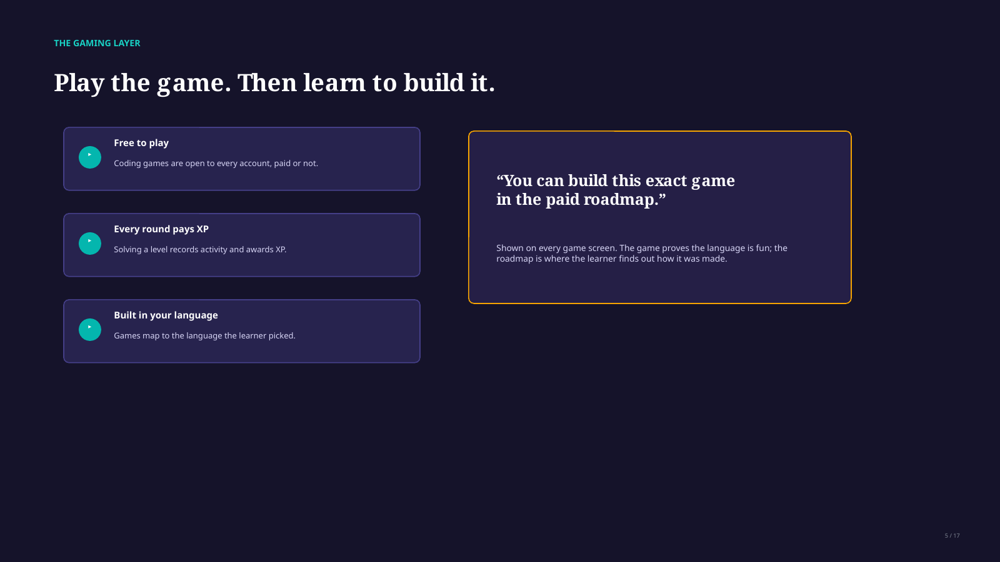 THE GAMING LAYER
Play the game. Then learn to build it.
Free to play
Coding games are open to every account, paid or not.
Every round pays XP
Solving a level records activity and awards XP.
Built in your language
Games map to the language the learner picked.
“You can build this exact game
in the paid roadmap.”
Shown on every game screen. The game proves the language is fun; the
roadmap is where the learner finds out how it was made.
5 / 17